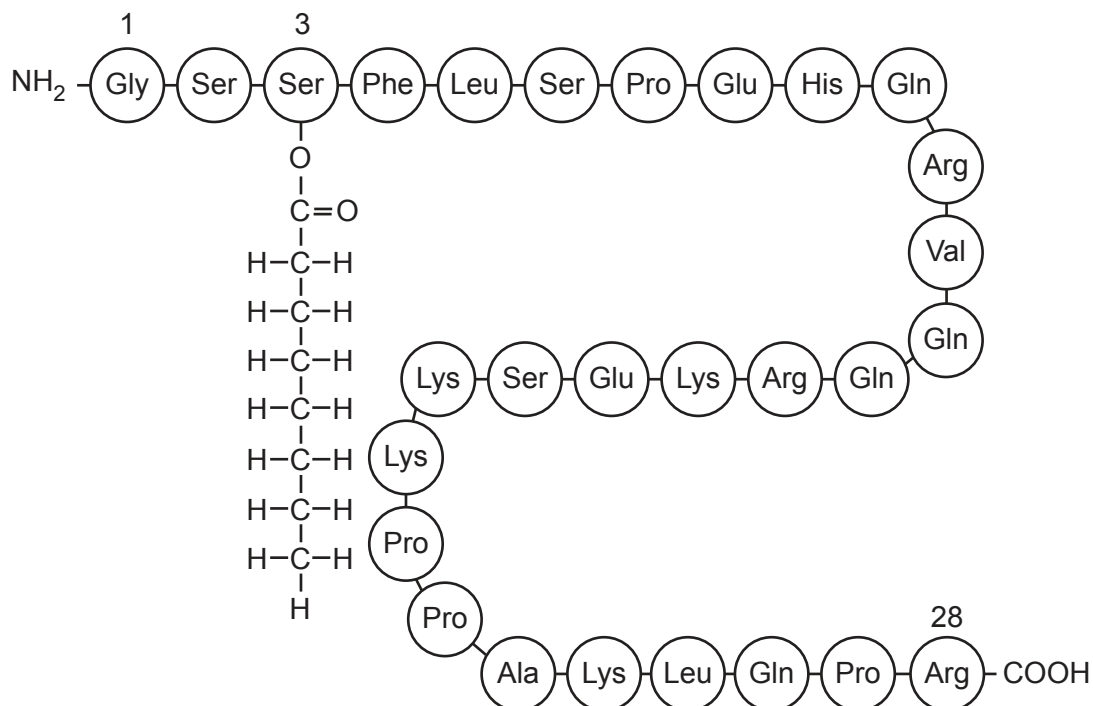 1 3
NH2 Gly Ser Ser Phe Leu Ser Pro Glu His Gln
O
Arg
C=O
H-C-H
Val
H-C-H
Gln
H-C-H
Lys Ser Glu Lys Arg Gln
H-C-H
Lys
H-C-H
H-C-H
Pro
H-C-H
H
Pro
28
Ala Lys Leu Gln Pro Arg COOH